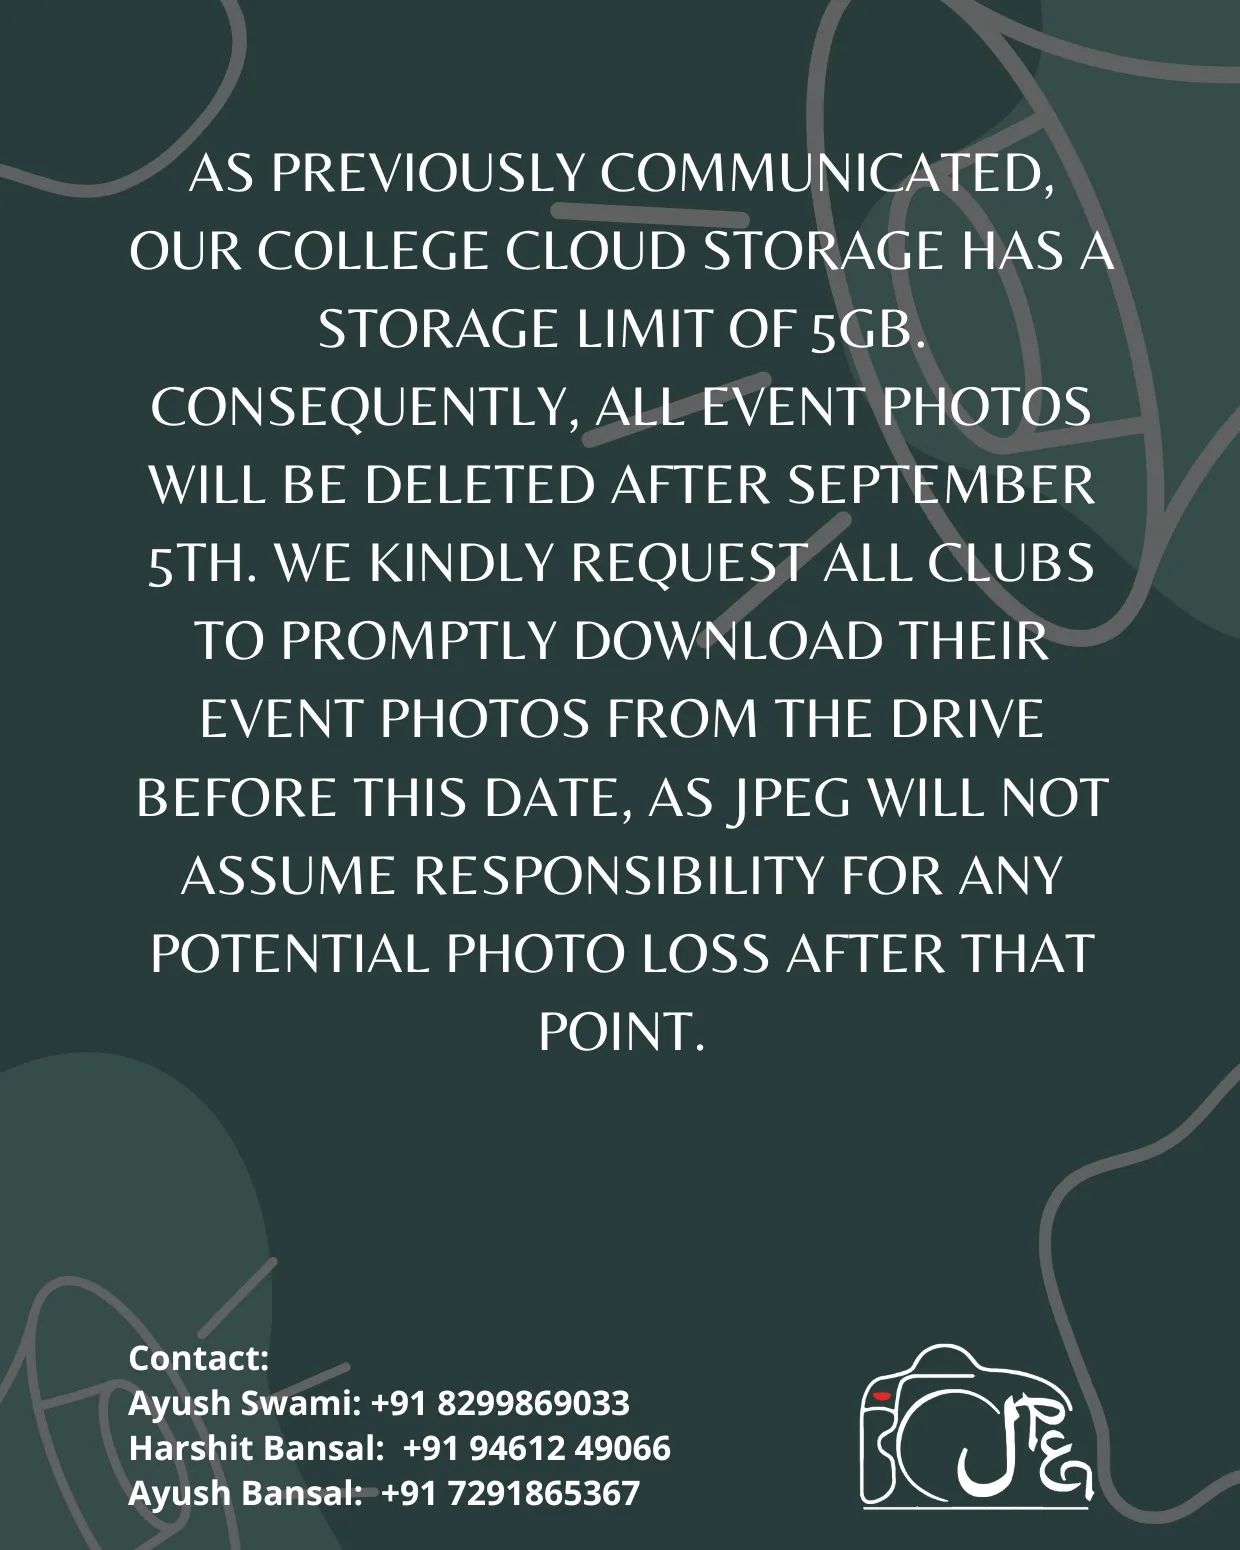 AS PREVIOUSLY COMMUNICATED,
OUR COLLEGE CLOUD STORAGE HAS A
STORAGE LIMIT OF 5GB.
CONSEQUENTLY, ALL EVENT PHOTOS
WILL BE DELETED AFTER SEPTEMBER
5TH. WE KINDLY REQUEST ALL CLUBS
TO PROMPTLY DOWNLOAD THEIR
EVENT PHOTOS FROM THE DRIVE
BEFORE THIS DATE, AS JPEG WILL NOT
ASSUME RESPONSIBILITY FOR ANY
POTENTIAL PHOTO LOSS AFTER THAT
POINT.
Contact:
Ayush Swami: +91 8299869033
Harshit Bansal:  +91 94612 49066
Ayush Bansal:  +91 7291865367
JPEG